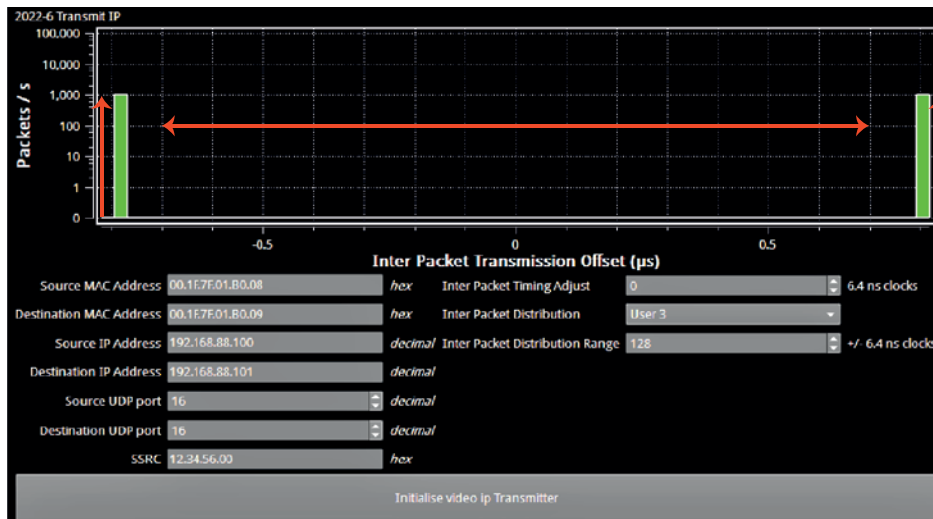 2022-6 Transmit IP
100,000
10,000
1,000
100
10
1
0
Packets / s
-0.5 0 0.5
Inter Packet Transmission Offset (µs)
Source MAC Address 00.1F.7F.01.B0.08 hex Inter Packet Timing Adjust 0 6.4 ns clocks
Destination MAC Address 00.1F.7F.01.B0.09 hex Inter Packet Distribution User 3
Source IP Address 192.168.88.100 decimal Inter Packet Distribution Range 128 +/- 6.4 ns clocks
Destination IP Address 192.168.88.101 decimal
Source UDP port 16 decimal
Destination UDP port 16 decimal
SSRC 12.34.56.00 hex
Initialise video ip Transmitter